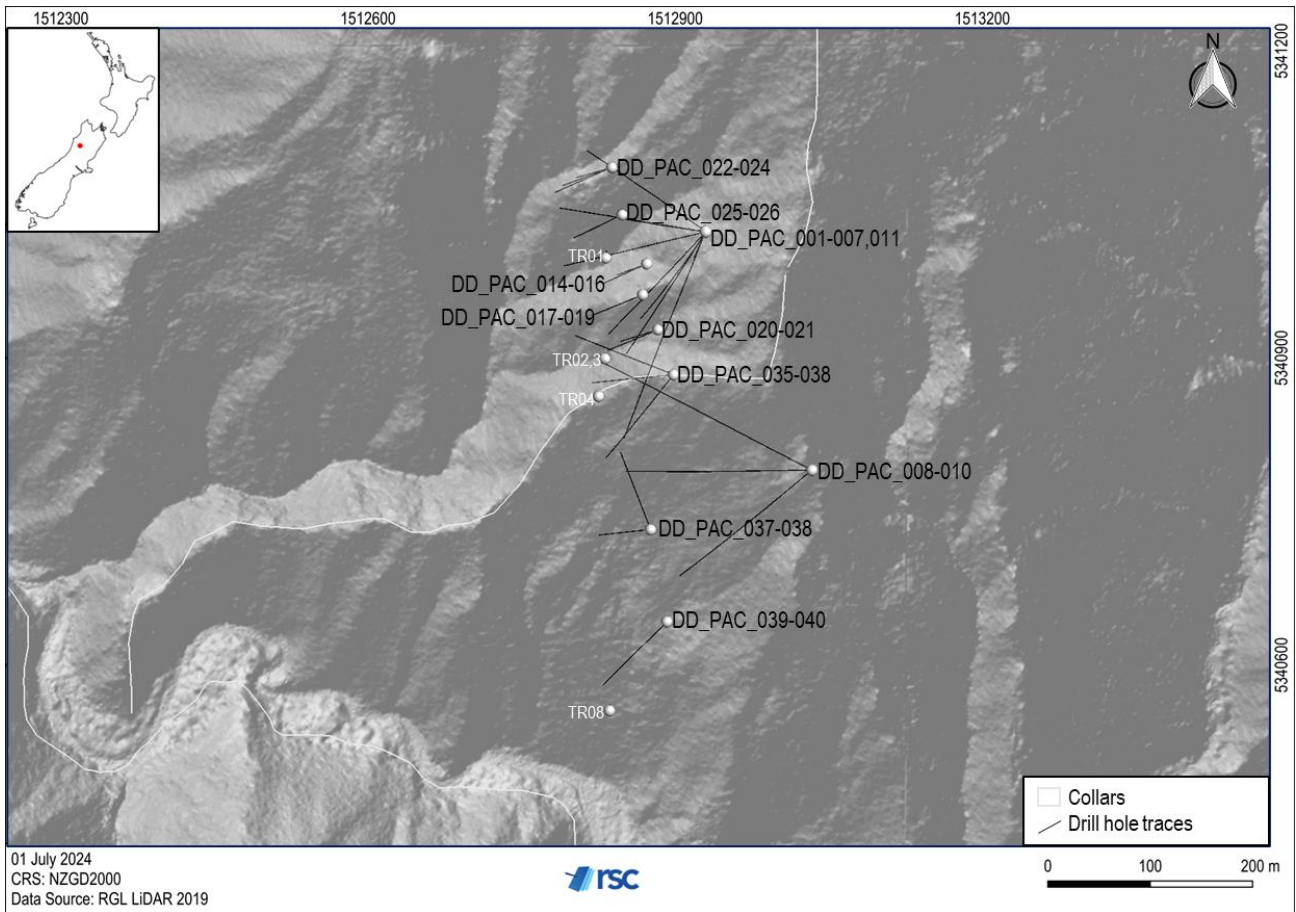 1512300
1512600
1512900
1513200
5341200
N
DD_PAC_022-024
DD_PAC_025-026
DD_PAC_001-007,011
TR01
DD_PAC_014-016
DD_PAC_017-019
DD_PAC_020-021
TR02,3
5340900
DD_PAC_035-038
TR04
DD_PAC_008-010
DD_PAC_037-038
DD_PAC_039-040
5340600
TR08
Collars
Drill hole traces
01 July 2024
CRS: NZGD2000
Data Source: RGL LiDAR 2019
rsc
0 100 200 m